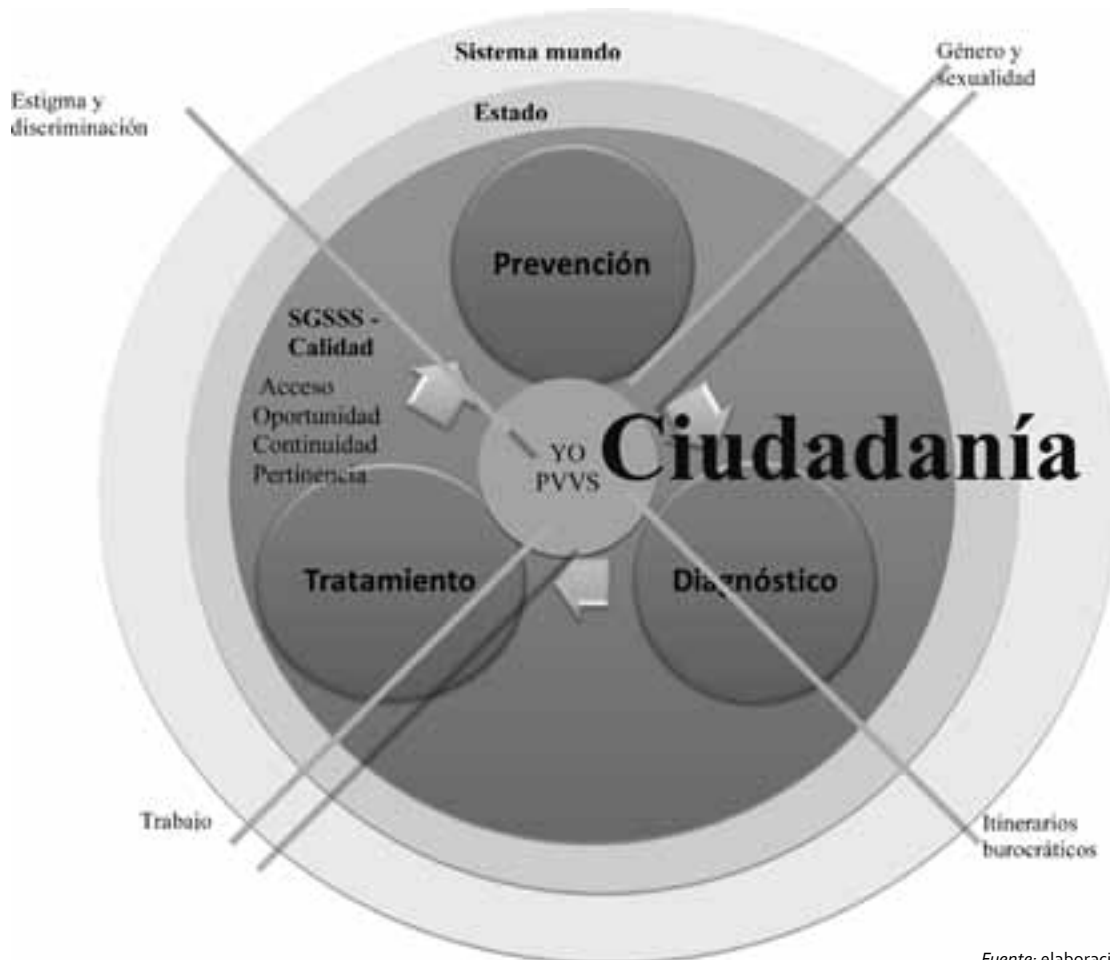 Sistema mundo
Género y
sexualidad
Estigma y
discriminación
Estado
Prevención
SGSSS -
Calidad
Acceso
Oportunidad
Continuidad
Pertinencia
YO
PVVS
Ciudadanía
Tratamiento
Diagnóstico
Trabajo
Itinerarios
burocráticos
Fuente: